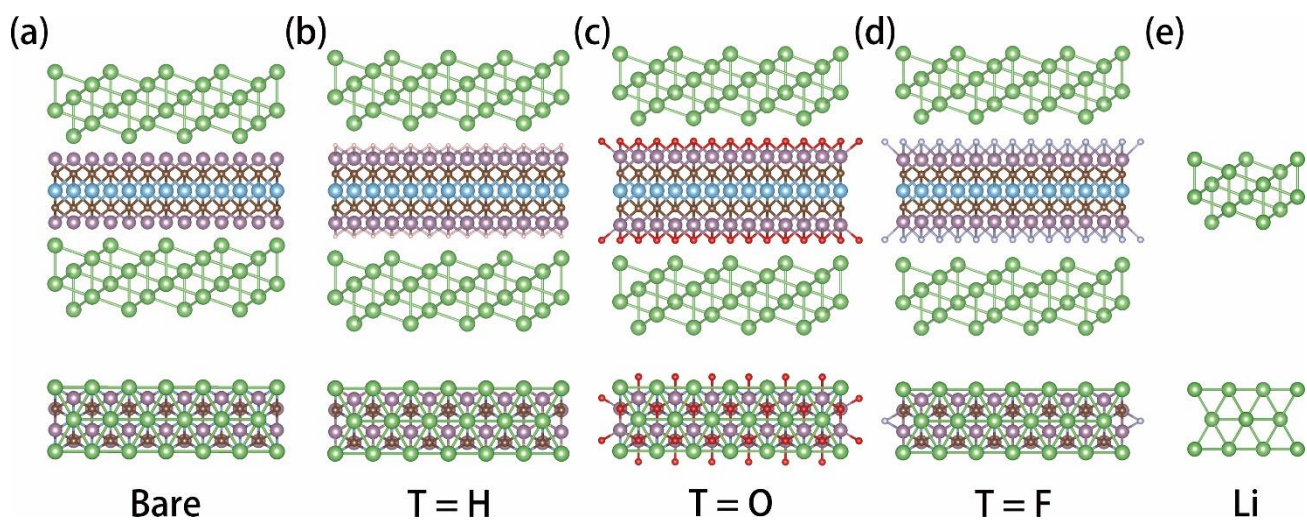 (a) (b) (c) (d) (e)
Bare T = H T = O T = F Li